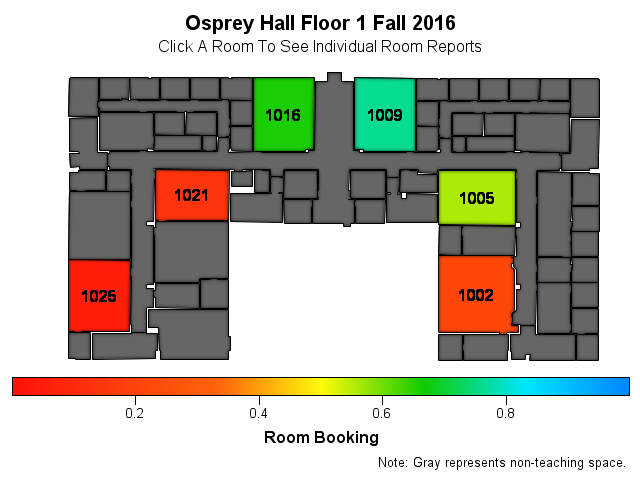 Osprey Hall Floor 1 Fall 2016
Click A Room To See Individual Room Reports
1016
1009
1021
1005
1025
1002
0.2
0.4
0.6
0.8
Room Booking
Note: Gray represents non-teaching space.